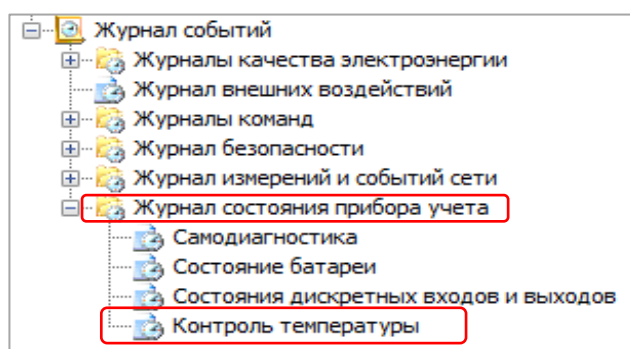 Журнал событий
Журналы качества электроэнергии
Журнал внешних воздействий
Журналы команд
Журнал безопасности
Журнал измерений и событий сети
Журнал состояния прибора учета
Самодиагностика
Состояние батареи
Состояния дискретных входов и выходов
Контроль температуры